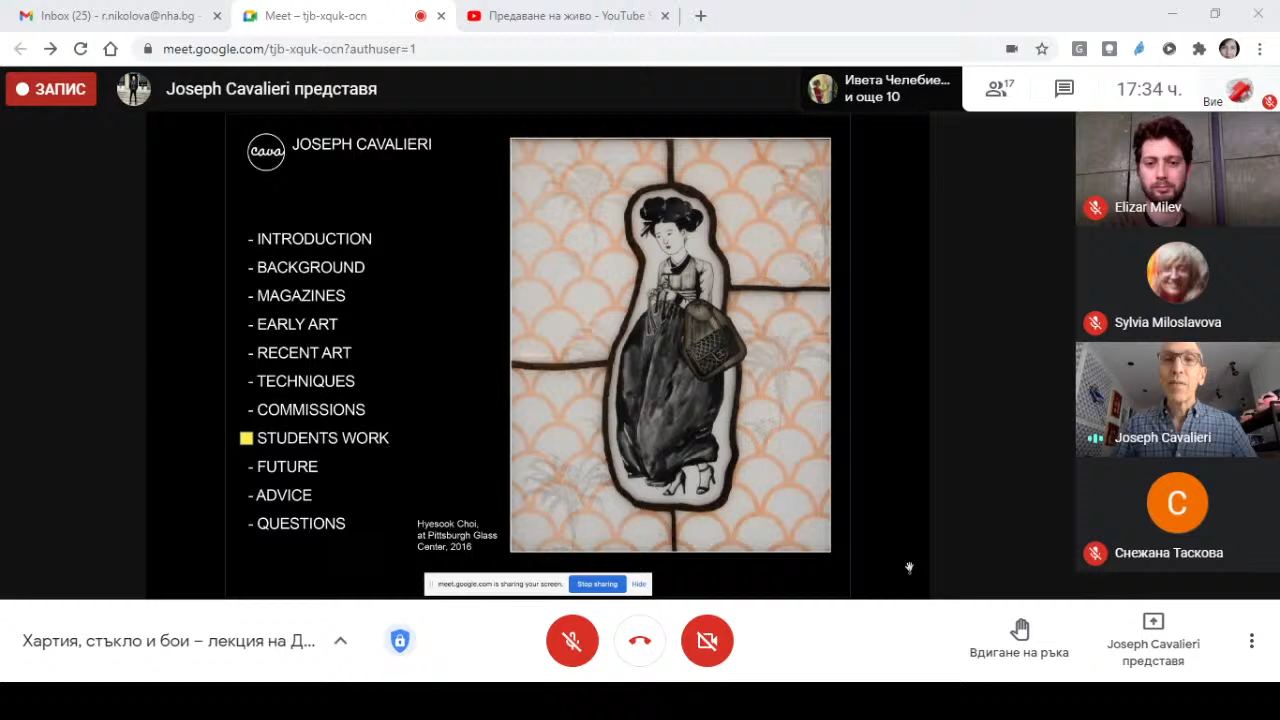 Inbox (25) - r.nikolova@nha.bg -
Meet – tjb-xquk-ocn
Предаване на живо - YouTube
meet.google.com/tjb-xquk-ocn?authuser=1
ЗАПИС
Joseph Cavalieri представя
Ивета Челебие...
и още 10
17
17:34 ч.
Вие
cava
JOSEPH CAVALIERI
- INTRODUCTION
- BACKGROUND
- MAGAZINES
- EARLY ART
- RECENT ART
- TECHNIQUES
- COMMISSIONS
STUDENTS WORK
- FUTURE
- ADVICE
- QUESTIONS
Hyesook Choi,
at Pittsburgh Glass
Center, 2016
meet.google.com is sharing your screen.
Stop sharing
Hide
Elizar Milev
Sylvia Miloslavova
Joseph Cavalieri
С
Снежана Таскова
Хартия, стъкло и бои – лекция на Д...
Вдигане на ръка
Joseph Cavalieri
представя